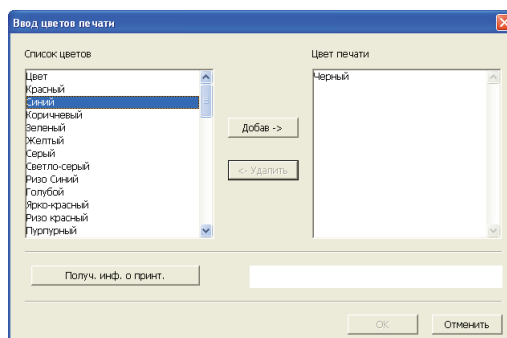 Ввод цветов печати
Список цветов
Цвет печати
Цвет
Красный
Синий
Коричневый
Зеленый
Желтый
Серый
Светло-серый
Ризо Синий
Голубой
Ярко-красный
Ризо красный
Пурпурный
Черный
Добав ->
<- Удалить
Получ. инф. о принт.
OK
Отменить